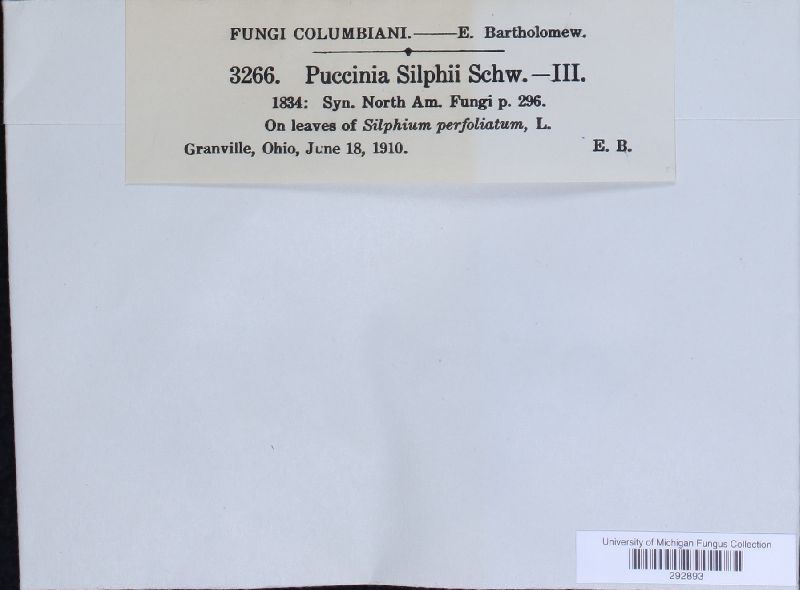 FUNGI COLUMBIANI.——E. Bartholomew.
3266. Puccinia Silphii Schw.—III.
1834: Syn. North Am. Fungi p. 296.
On leaves of Silphium perfoliatum, L.
Granville, Ohio, June 18, 1910. E. B.
University of Michigan Fungus Collection
292893